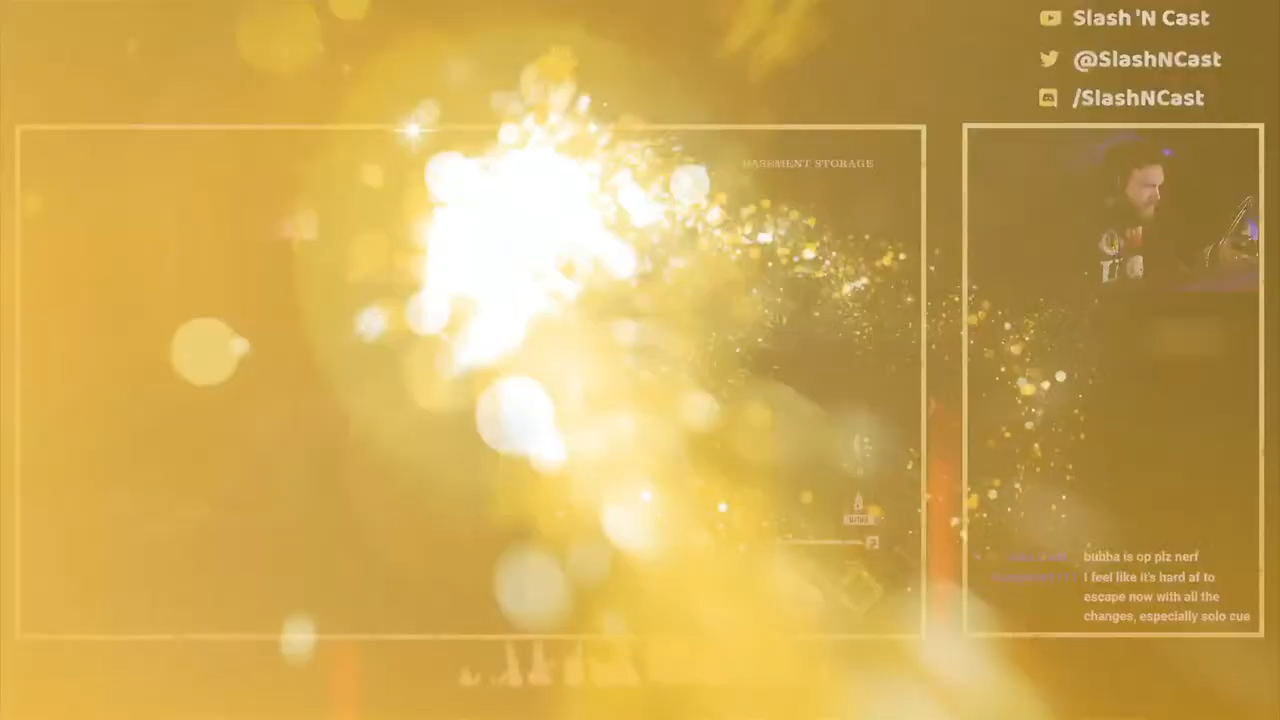 Slash 'N Cast
@SlashNCast
/SlashNCast
BASEMENT STORAGE
bubba is op plz nerf
I feel like it's hard af to
escape now with all the
changes, especially solo cue